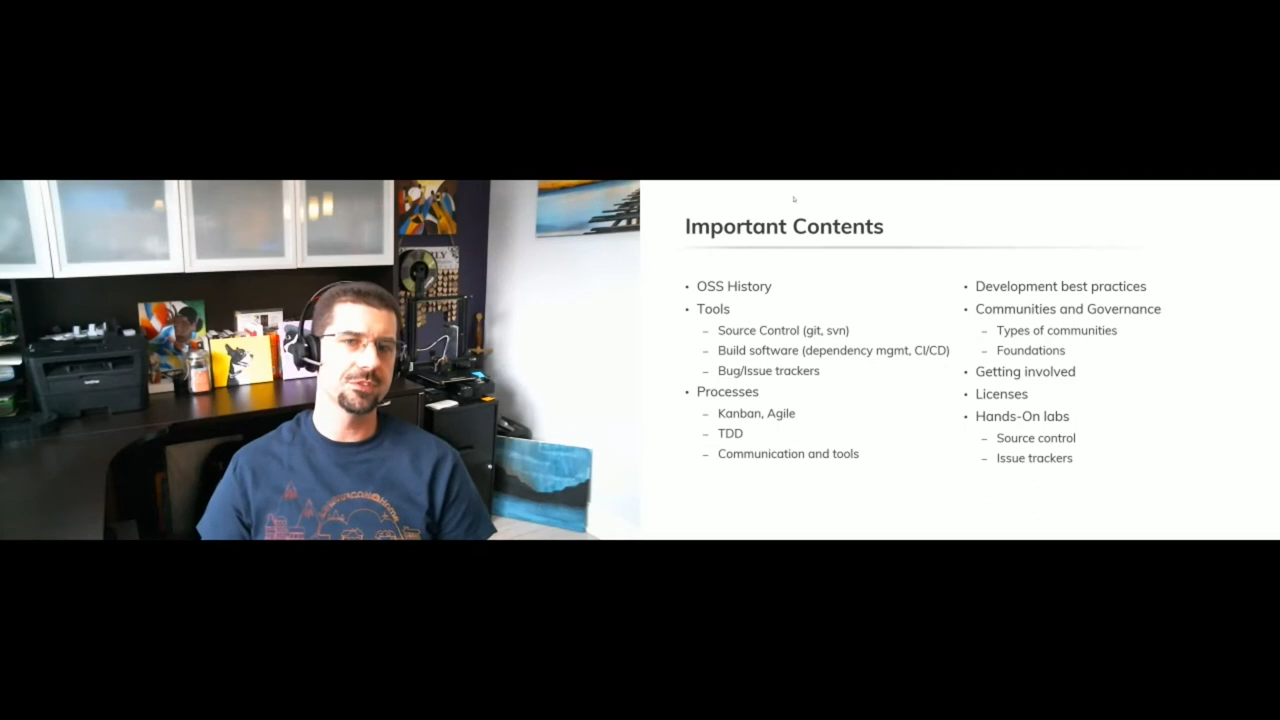 Important Contents
• OSS History
• Tools
– Source Control (git, svn)
– Build software (dependency mgmt, CI/CD)
– Bug/Issue trackers
• Processes
– Kanban, Agile
– TDD
– Communication and tools
• Development best practices
• Communities and Governance
– Types of communities
– Foundations
• Getting involved
• Licenses
• Hands-On labs
– Source control
– Issue trackers
brother